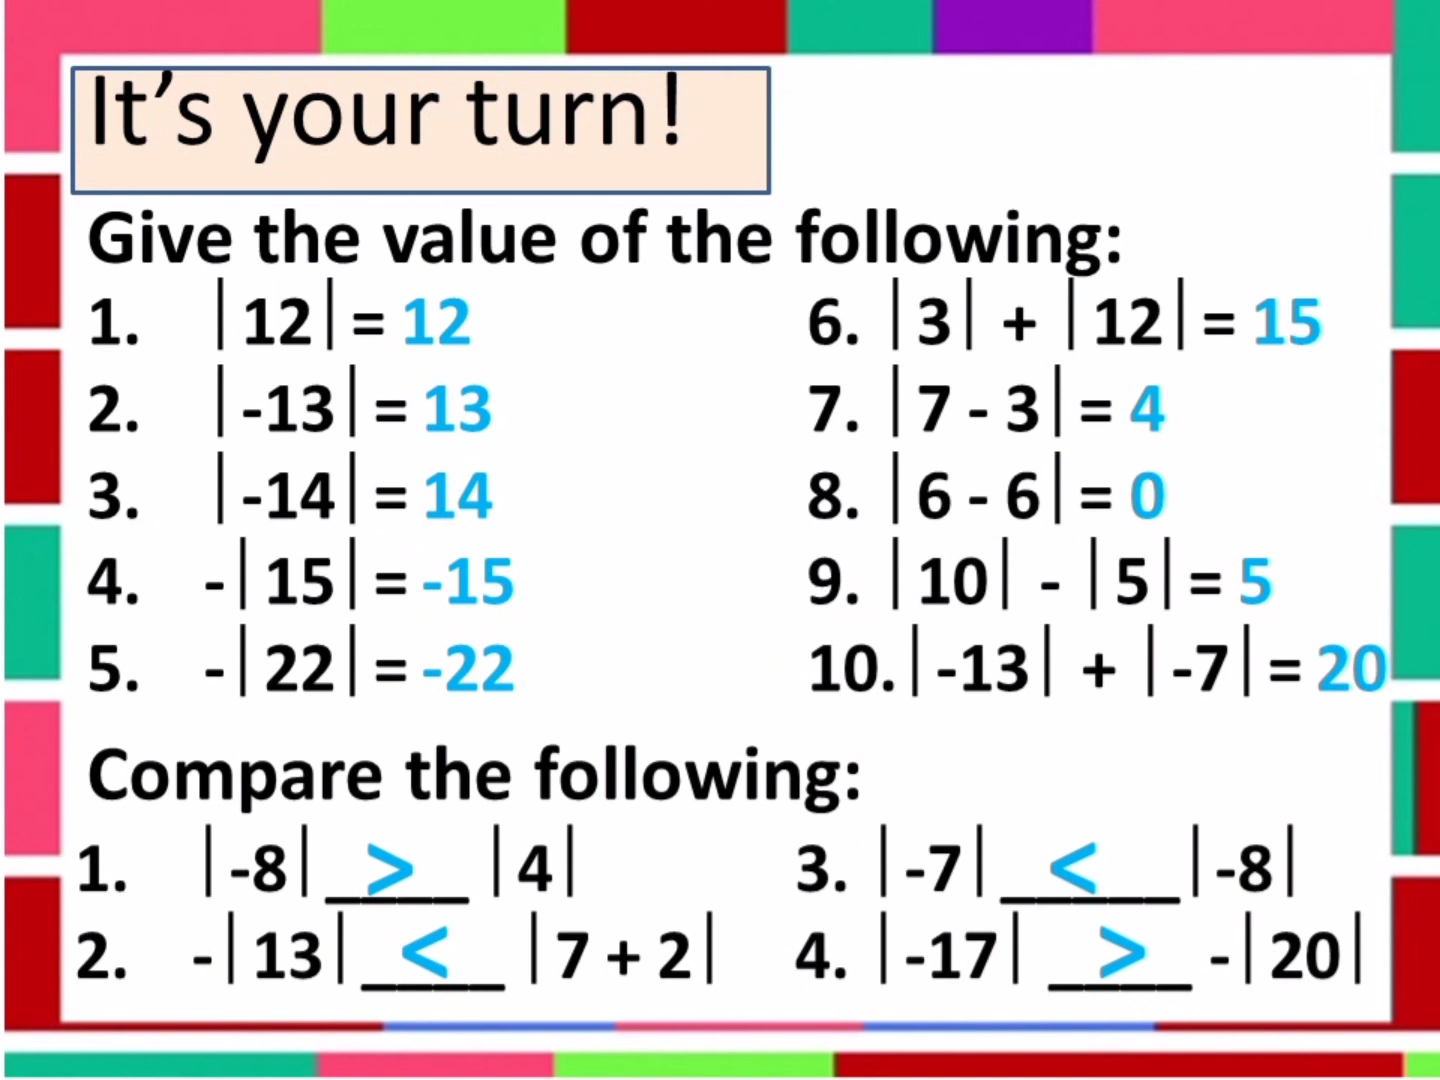 It’s your turn!
Give the value of the following:
1. |12| = 12
2. |-13| = 13
3. |-14| = 14
4. -|15| = -15
5. -|22| = -22
6. |3| + |12| = 15
7. |7 - 3| = 4
8. |6 - 6| = 0
9. |10| - |5| = 5
10. |-13| + |-7| = 20
Compare the following:
1. |-8| __>__ |4|
2. -|13| __<__ |7 + 2|
3. |-7| __<__ |-8|
4. |-17| __>__ -|20|